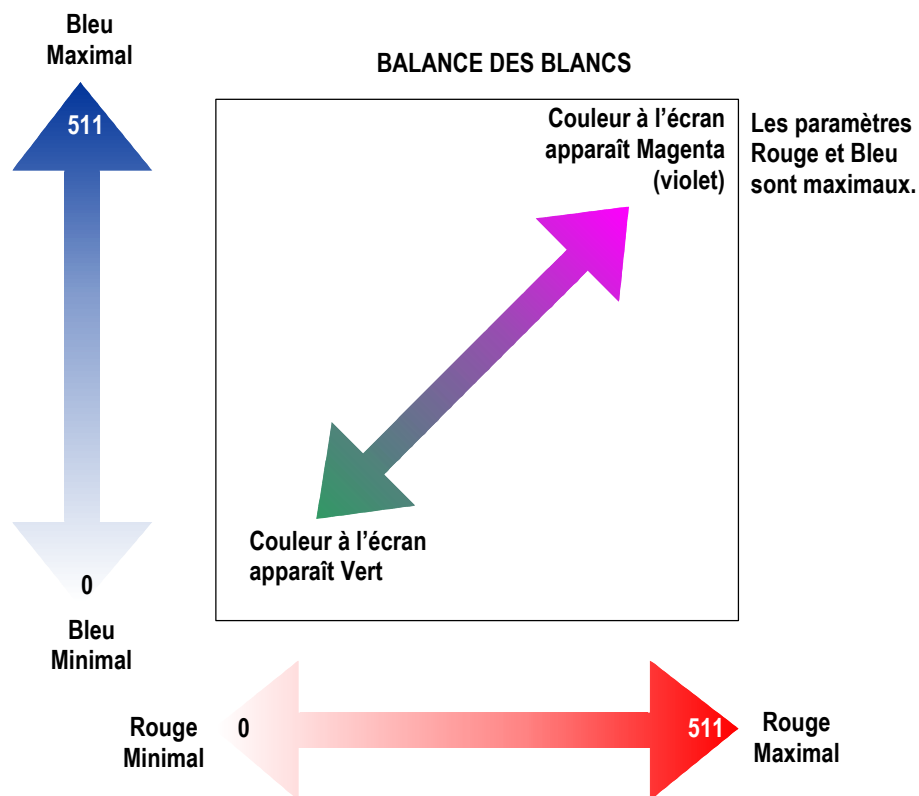 Bleu
Maximal
BALANCE DES BLANCS
511
Couleur à l'écran
apparaît Magenta
(violet)
Les paramètres
Rouge et Bleu
sont maximaux.
Couleur à l'écran
apparaît Vert
0
Bleu
Minimal
Rouge
Minimal
0
511
Rouge
Maximal